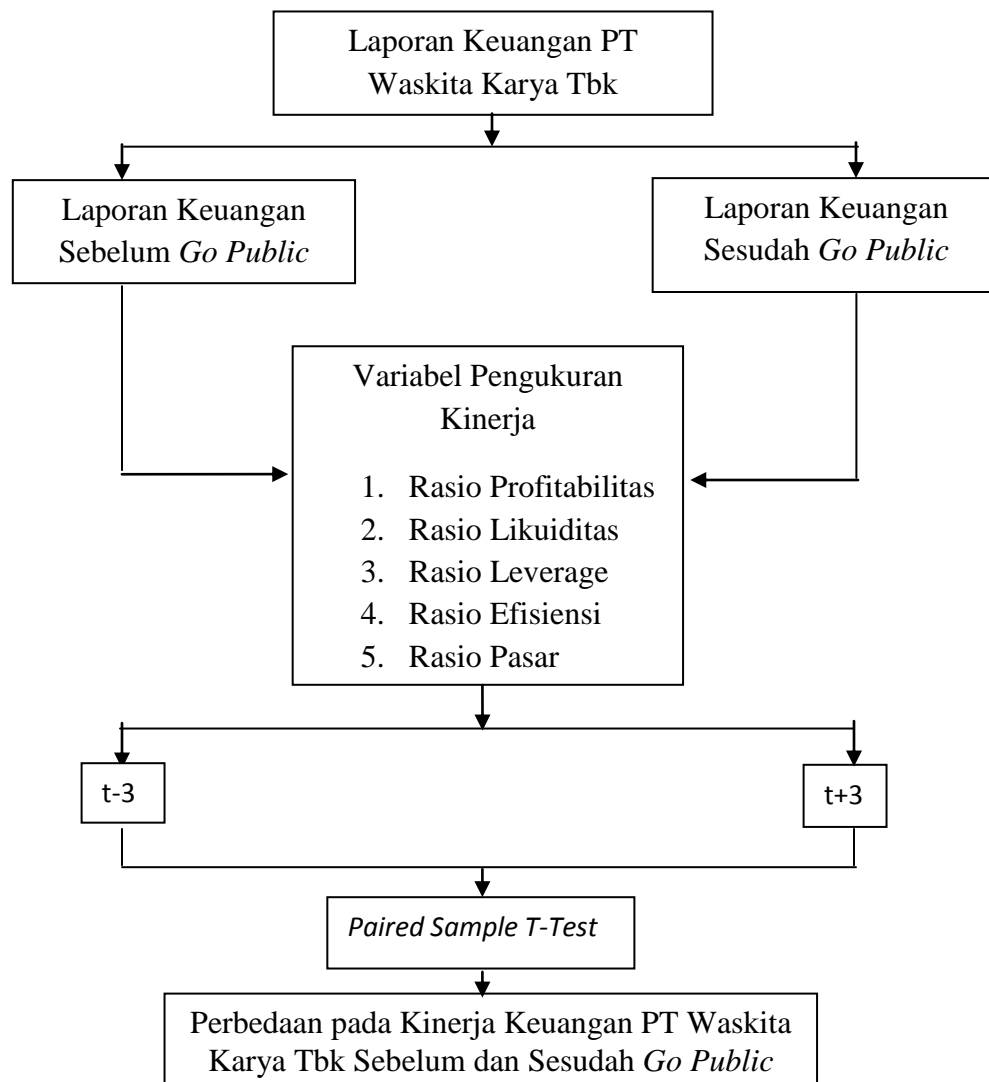 Laporan Keuangan PT
Waskita Karya Tbk
Laporan Keuangan
Sebelum Go Public
Laporan Keuangan
Sesudah Go Public
Variabel Pengukuran
Kinerja
1. Rasio Profitabilitas
2. Rasio Likuiditas
3. Rasio Leverage
4. Rasio Efisiensi
5. Rasio Pasar
t-3
t+3
Paired Sample T-Test
Perbedaan pada Kinerja Keuangan PT Waskita
Karya Tbk Sebelum dan Sesudah Go Public